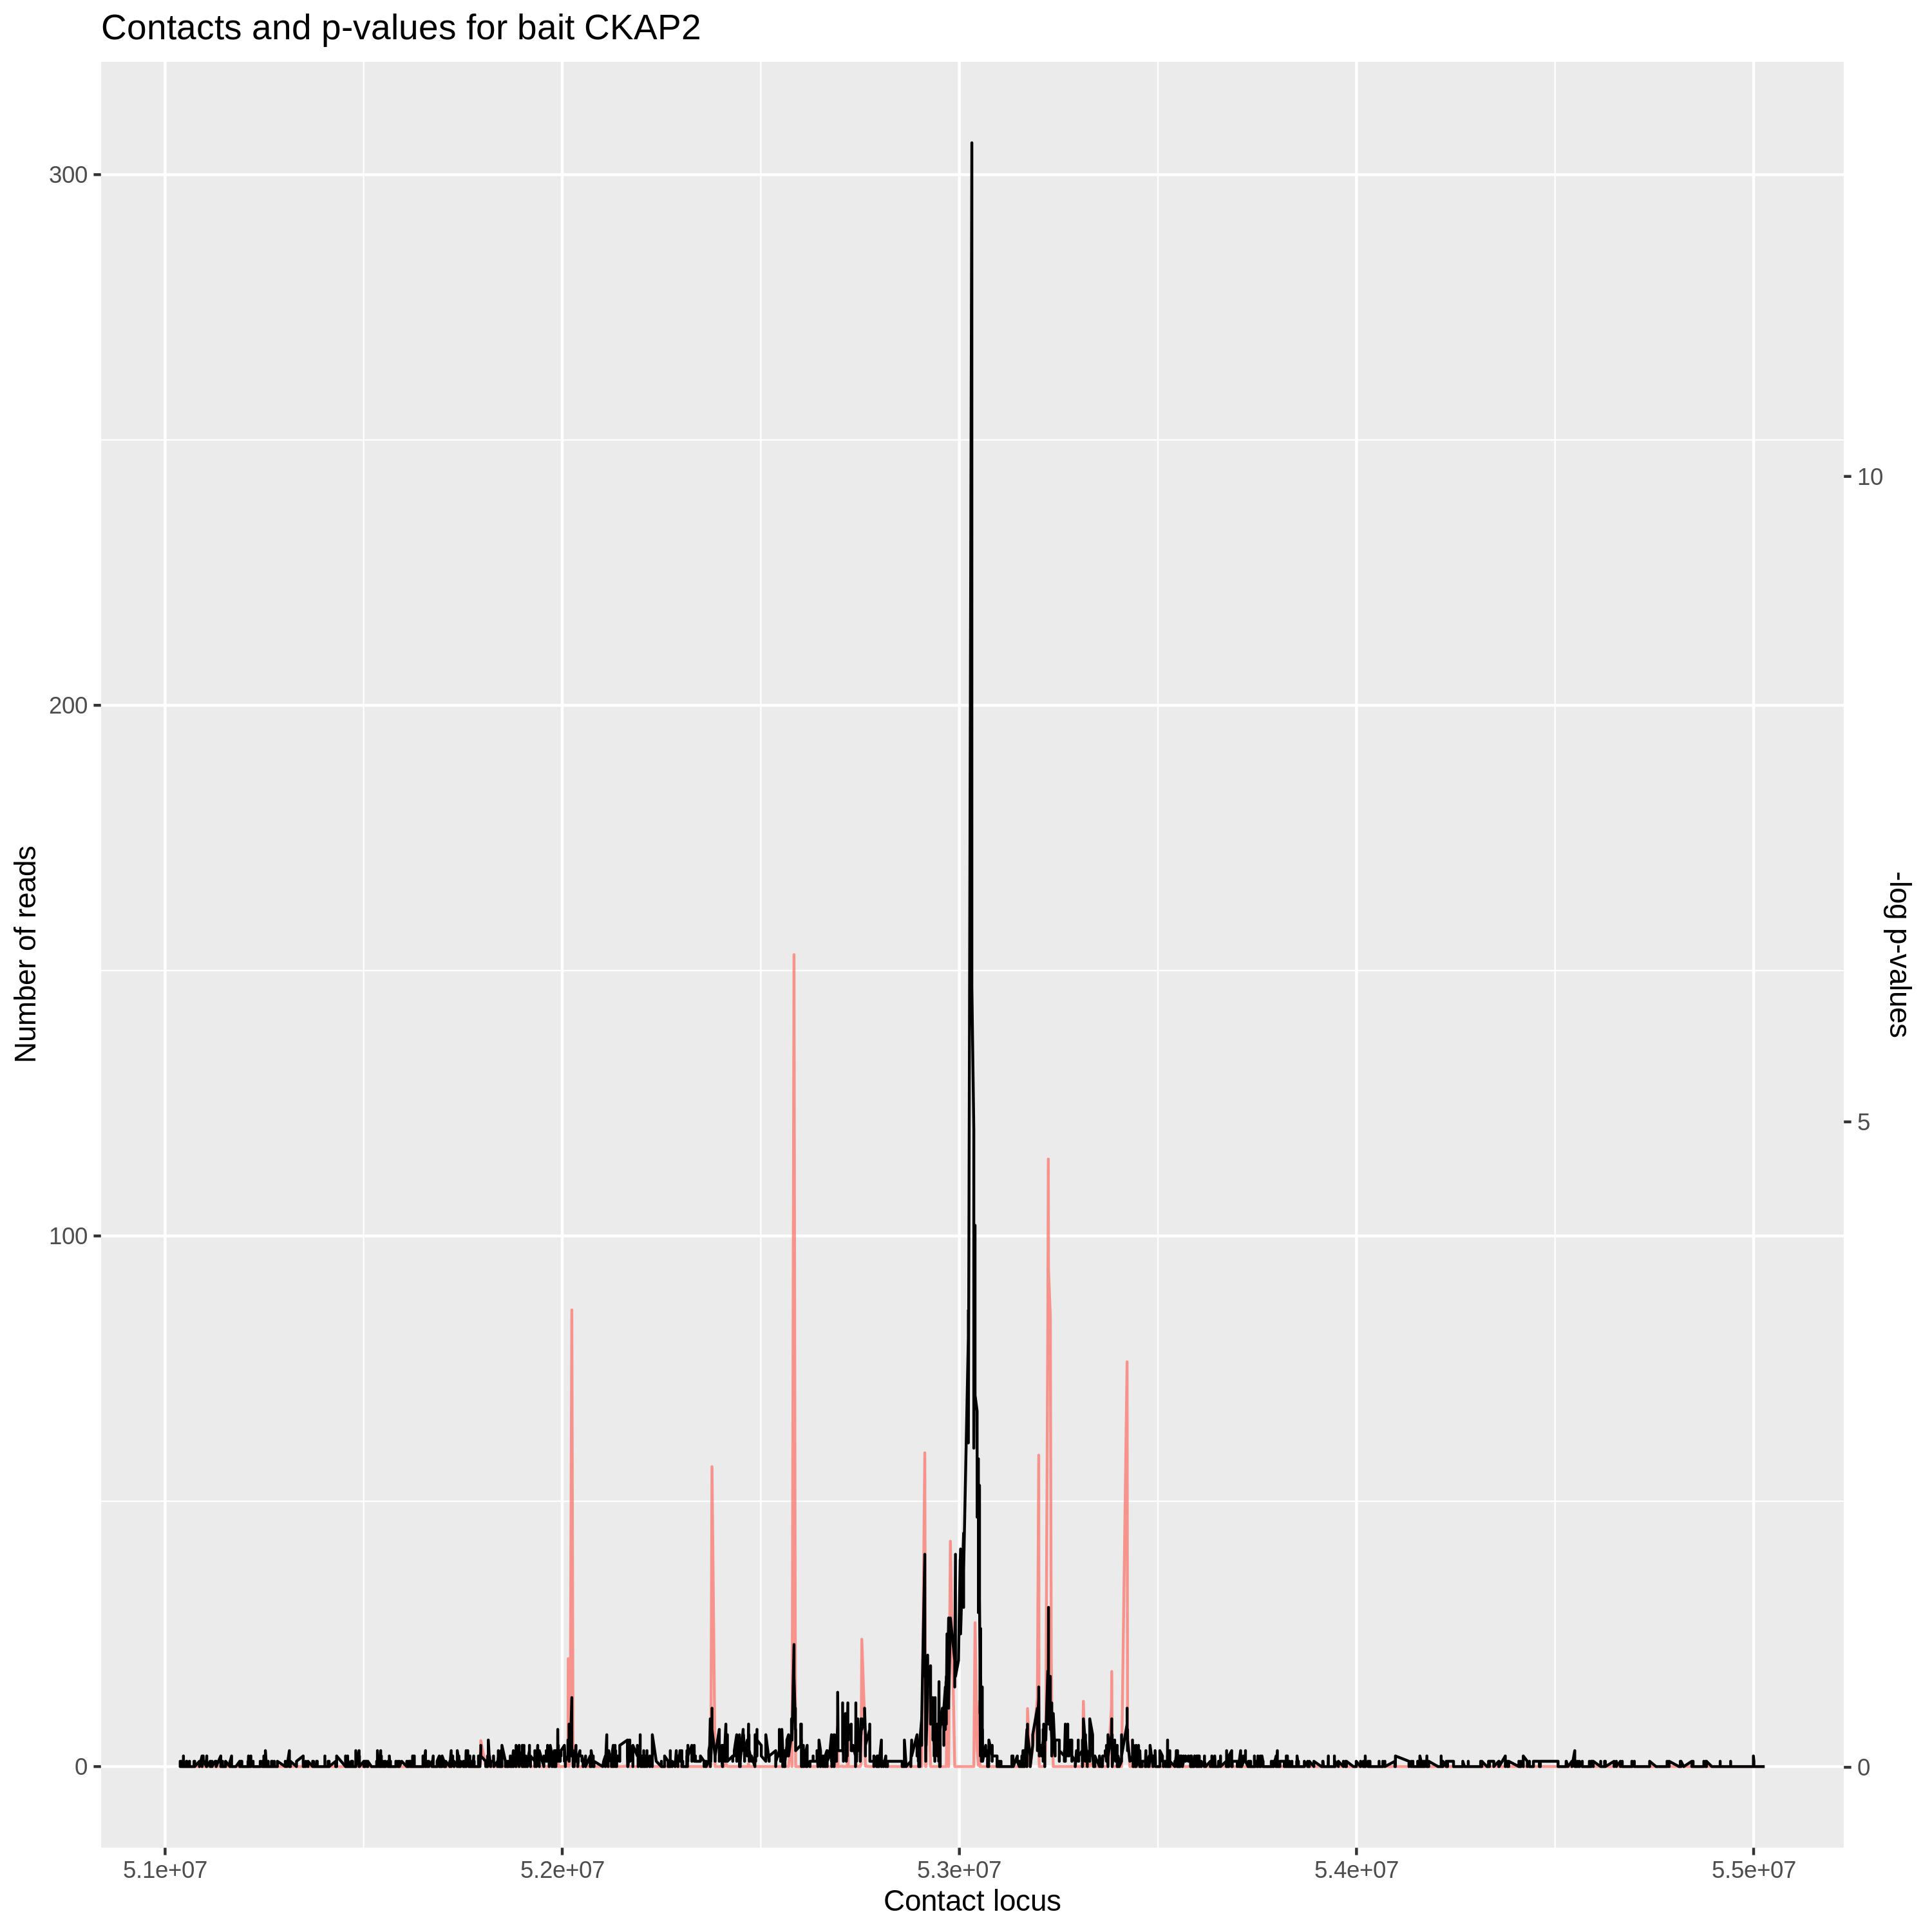 Contacts and p-values for bait CKAP2
300
200
100
0
Number of reads
10
5
0
-log p-values
5.1e+07 5.2e+07 5.3e+07 5.4e+07 5.5e+07
Contact locus